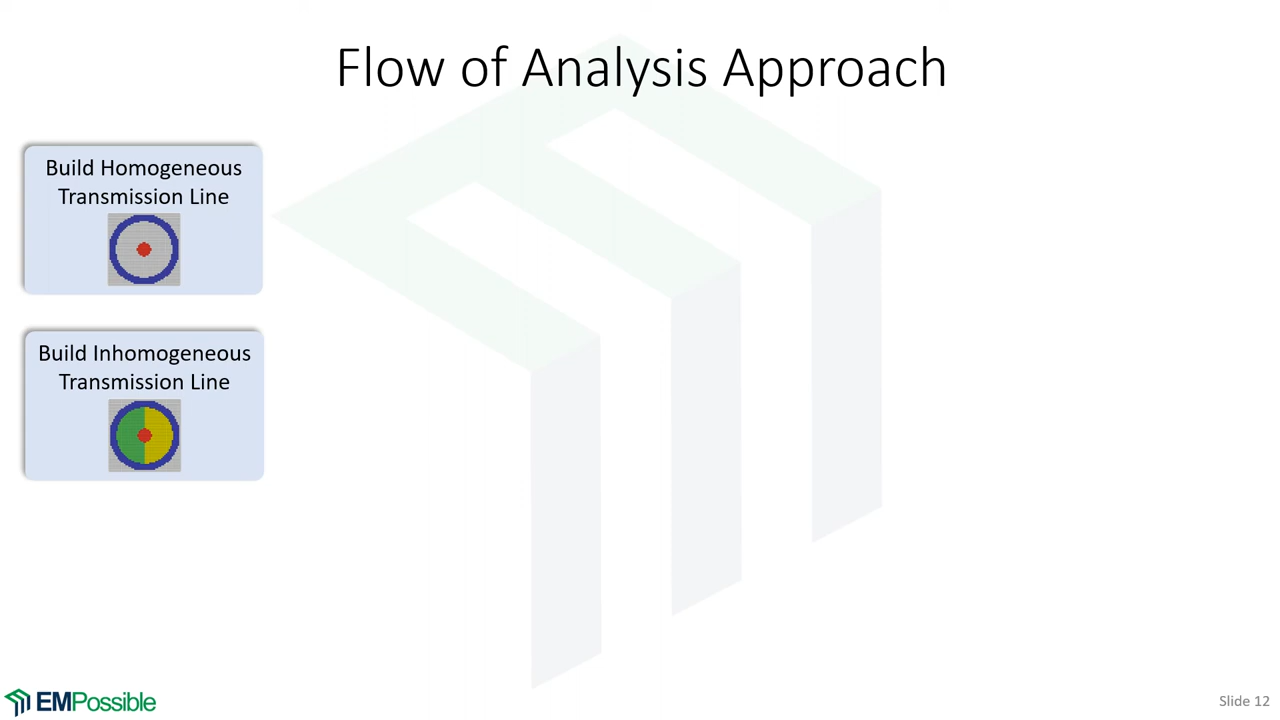 Flow of Analysis Approach
Build Homogeneous
Transmission Line
Build Inhomogeneous
Transmission Line
EMPossible
Slide 12